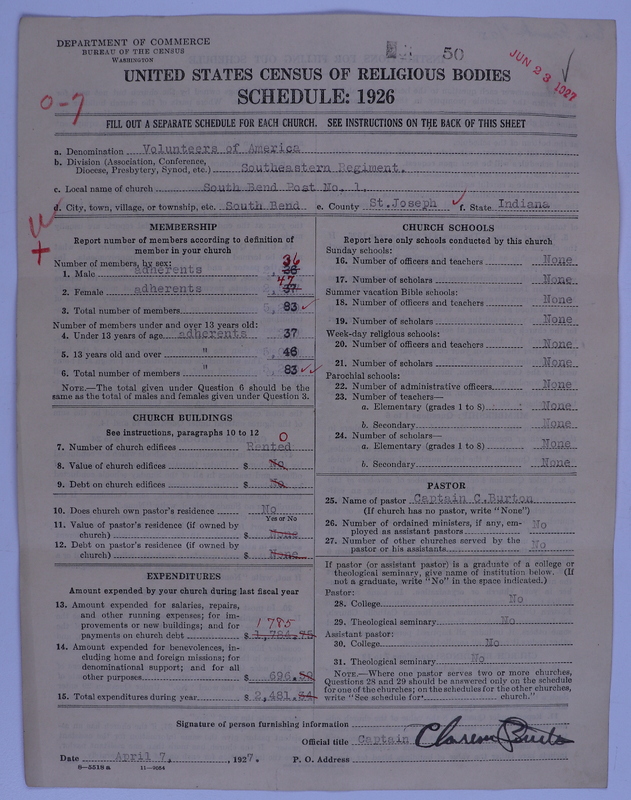 DEPARTMENT OF COMMERCE
BUREAU OF THE CENSUS
WASHINGTON
50
JUN 23 1927
UNITED STATES CENSUS OF RELIGIOUS BODIES
SCHEDULE: 1926
0-7
FILL OUT A SEPARATE SCHEDULE FOR EACH CHURCH. SEE INSTRUCTIONS ON THE BACK OF THIS SHEET
a. Denomination Volunteers of America
b. Division (Association, Conference,
Diocese, Presbytery, Synod, etc.) Southeastern Regiment.
c. Local name of church South Bend Post No. 1.
d. City, town, village, or township, etc. South Bend e. County St.Joseph f. State Indiana
MEMBERSHIP
Report number of members according to definition of
member in your church
Number of members, by sex:
1. Male adherents 36
2. Female adherents 47 37
3. Total number of members 83
Number of members under and over 13 years old:
4. Under 13 years of age adherents 37
5. 13 years old and over " 46
6. Total number of members " 83
NOTE.—The total given under Question 6 should be the
same as the total of males and females given under Question 3.
CHURCH BUILDINGS
See instructions, paragraphs 10 to 12
7. Number of church edifices Rented 0
8. Value of church edifices $ No
9. Debt on church edifices $ No
10. Does church own pastor's residence No
Yes or No
11. Value of pastor's residence (if owned by
church) $ None
12. Debt on pastor's residence (if owned by
church) $ None
EXPENDITURES
Amount expended by your church during last fiscal year
13. Amount expended for salaries, repairs,
and other running expenses; for im-
provements or new buildings; and for 1785
payments on church debt $ 1,784.75
14. Amount expended for benevolences, in-
cluding home and foreign missions; for
denominational support; and for all
other purposes $ 696.
15. Total expenditures during year $ 2,481.
CHURCH SCHOOLS
Report here only schools conducted by this church
Sunday schools:
16. Number of officers and teachers None
17. Number of scholars None
Summer vacation Bible schools:
18. Number of officers and teachers None
19. Number of scholars None
Week-day religious schools:
20. Number of officers and teachers None
21. Number of scholars None
Parochial schools:
22. Number of administrative officers None
23. Number of teachers—
a. Elementary (grades 1 to 8) None
b. Secondary None
24. Number of scholars—
a. Elementary (grades 1 to 8) None
b. Secondary None
PASTOR
25. Name of pastor Captain C.Burton
(If church has no pastor, write "None")
26. Number of ordained ministers, if any, em-
ployed as assistant pastors No
27. Number of other churches served by the
pastor or his assistants No
If pastor (or assistant pastor) is a graduate of a college or
theological seminary, give name of institution below. (If
not a graduate, write "No" in the space indicated.)
Pastor:
28. College No
29. Theological seminary No
Assistant pastor:
30. College No
31. Theological seminary No
NOTE.—Where one pastor serves two or more churches,
Questions 28 and 29 should be answered only on the schedule
for one of the churches; on the schedules for the other churches,
write "See schedule for church."
Signature of person furnishing information
Official title Captain Clarence Burton
Date April 7, , 1927. P. O. Address
8—5518 a 11—9084